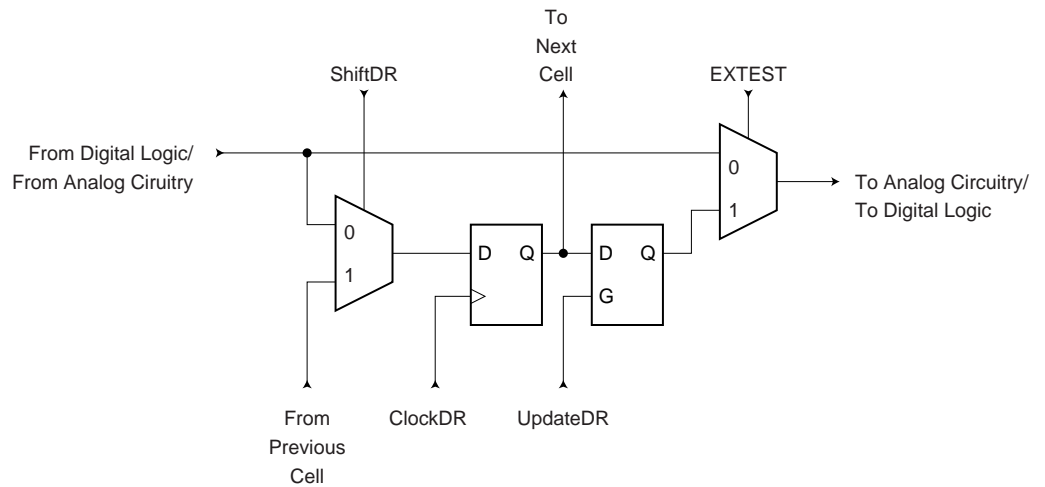 To
Next
Cell
ShiftDR
EXTEST
From Digital Logic/
From Analog Ciruitry
0
1
D Q
D Q
G
0
1
To Analog Circuitry/
To Digital Logic
From
Previous
Cell
ClockDR
UpdateDR